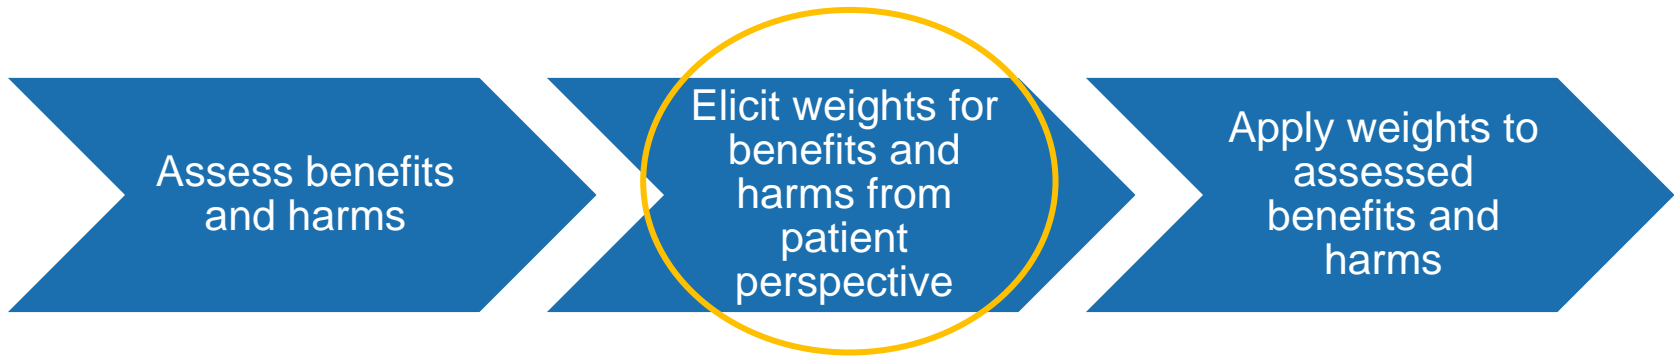 Assess benefits
and harms
Elicit weights for
benefits and
harms from
patient
perspective
Apply weights to
assessed
benefits and
harms